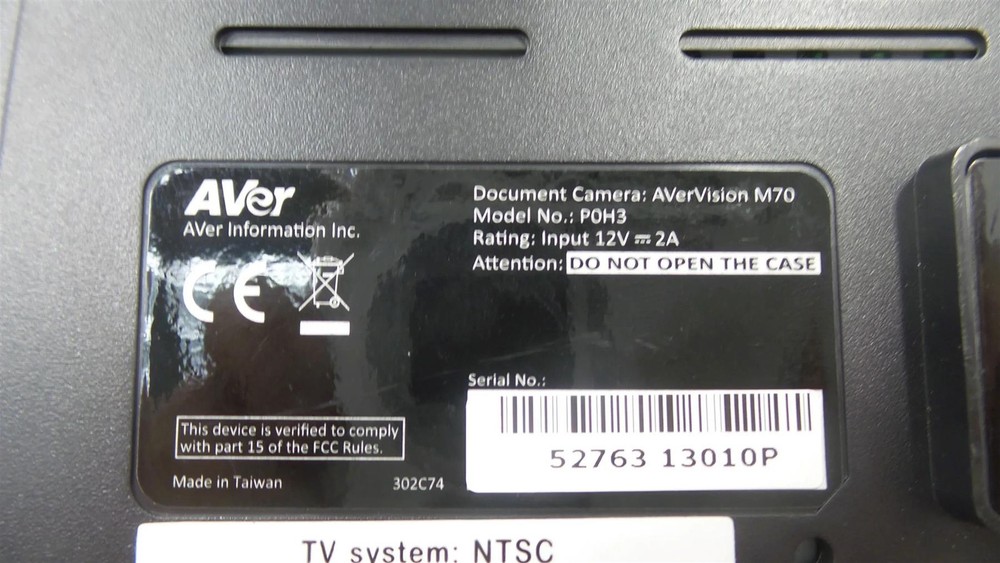 AVer
AVer Information Inc.
Document Camera: AVerVision M70
Model No.: P0H3
Rating: Input 12V ⎓ 2A
Attention: DO NOT OPEN THE CASE
CE
Serial No.:
52763 13010P
This device is verified to comply
with part 15 of the FCC Rules.
Made in Taiwan 302C74
TV system: NTSC